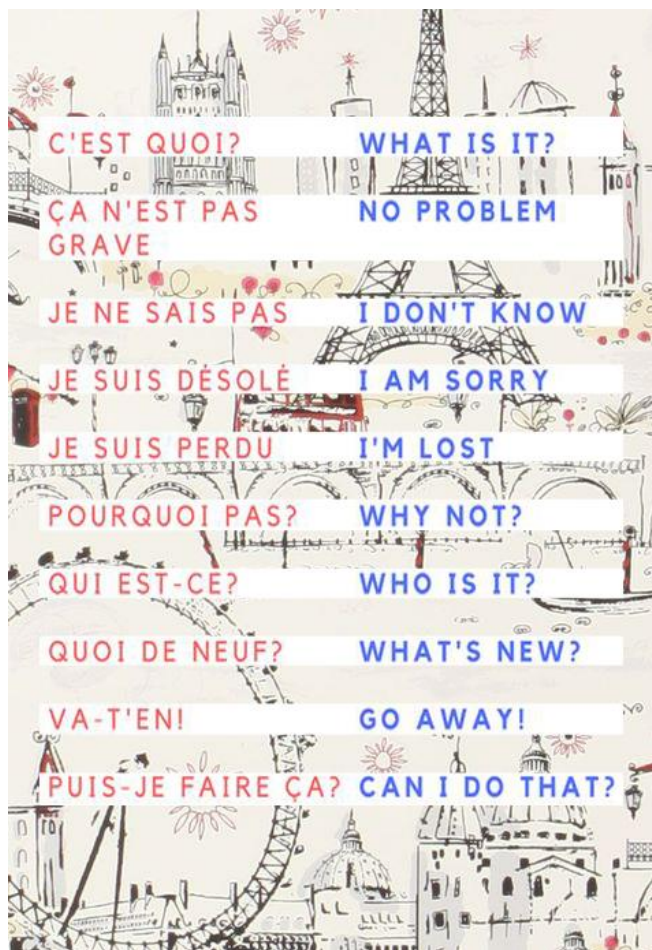 C'EST QUOI? WHAT IS IT?
ÇA N'EST PAS NO PROBLEM
GRAVE
JE NE SAIS PAS I DON'T KNOW
JE SUIS DÉSOLÉ I AM SORRY
JE SUIS PERDU I'M LOST
POURQUOI PAS? WHY NOT?
QUI EST-CE? WHO IS IT?
QUOI DE NEUF? WHAT'S NEW?
VA-T'EN! GO AWAY!
PUIS-JE FAIRE ÇA? CAN I DO THAT?